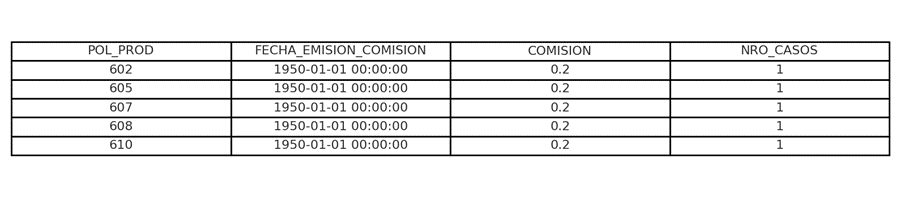 POL_PROD FECHA_EMISION_COMISION COMISION NRO_CASOS
602 1950-01-01 00:00:00 0.2 1
605 1950-01-01 00:00:00 0.2 1
607 1950-01-01 00:00:00 0.2 1
608 1950-01-01 00:00:00 0.2 1
610 1950-01-01 00:00:00 0.2 1